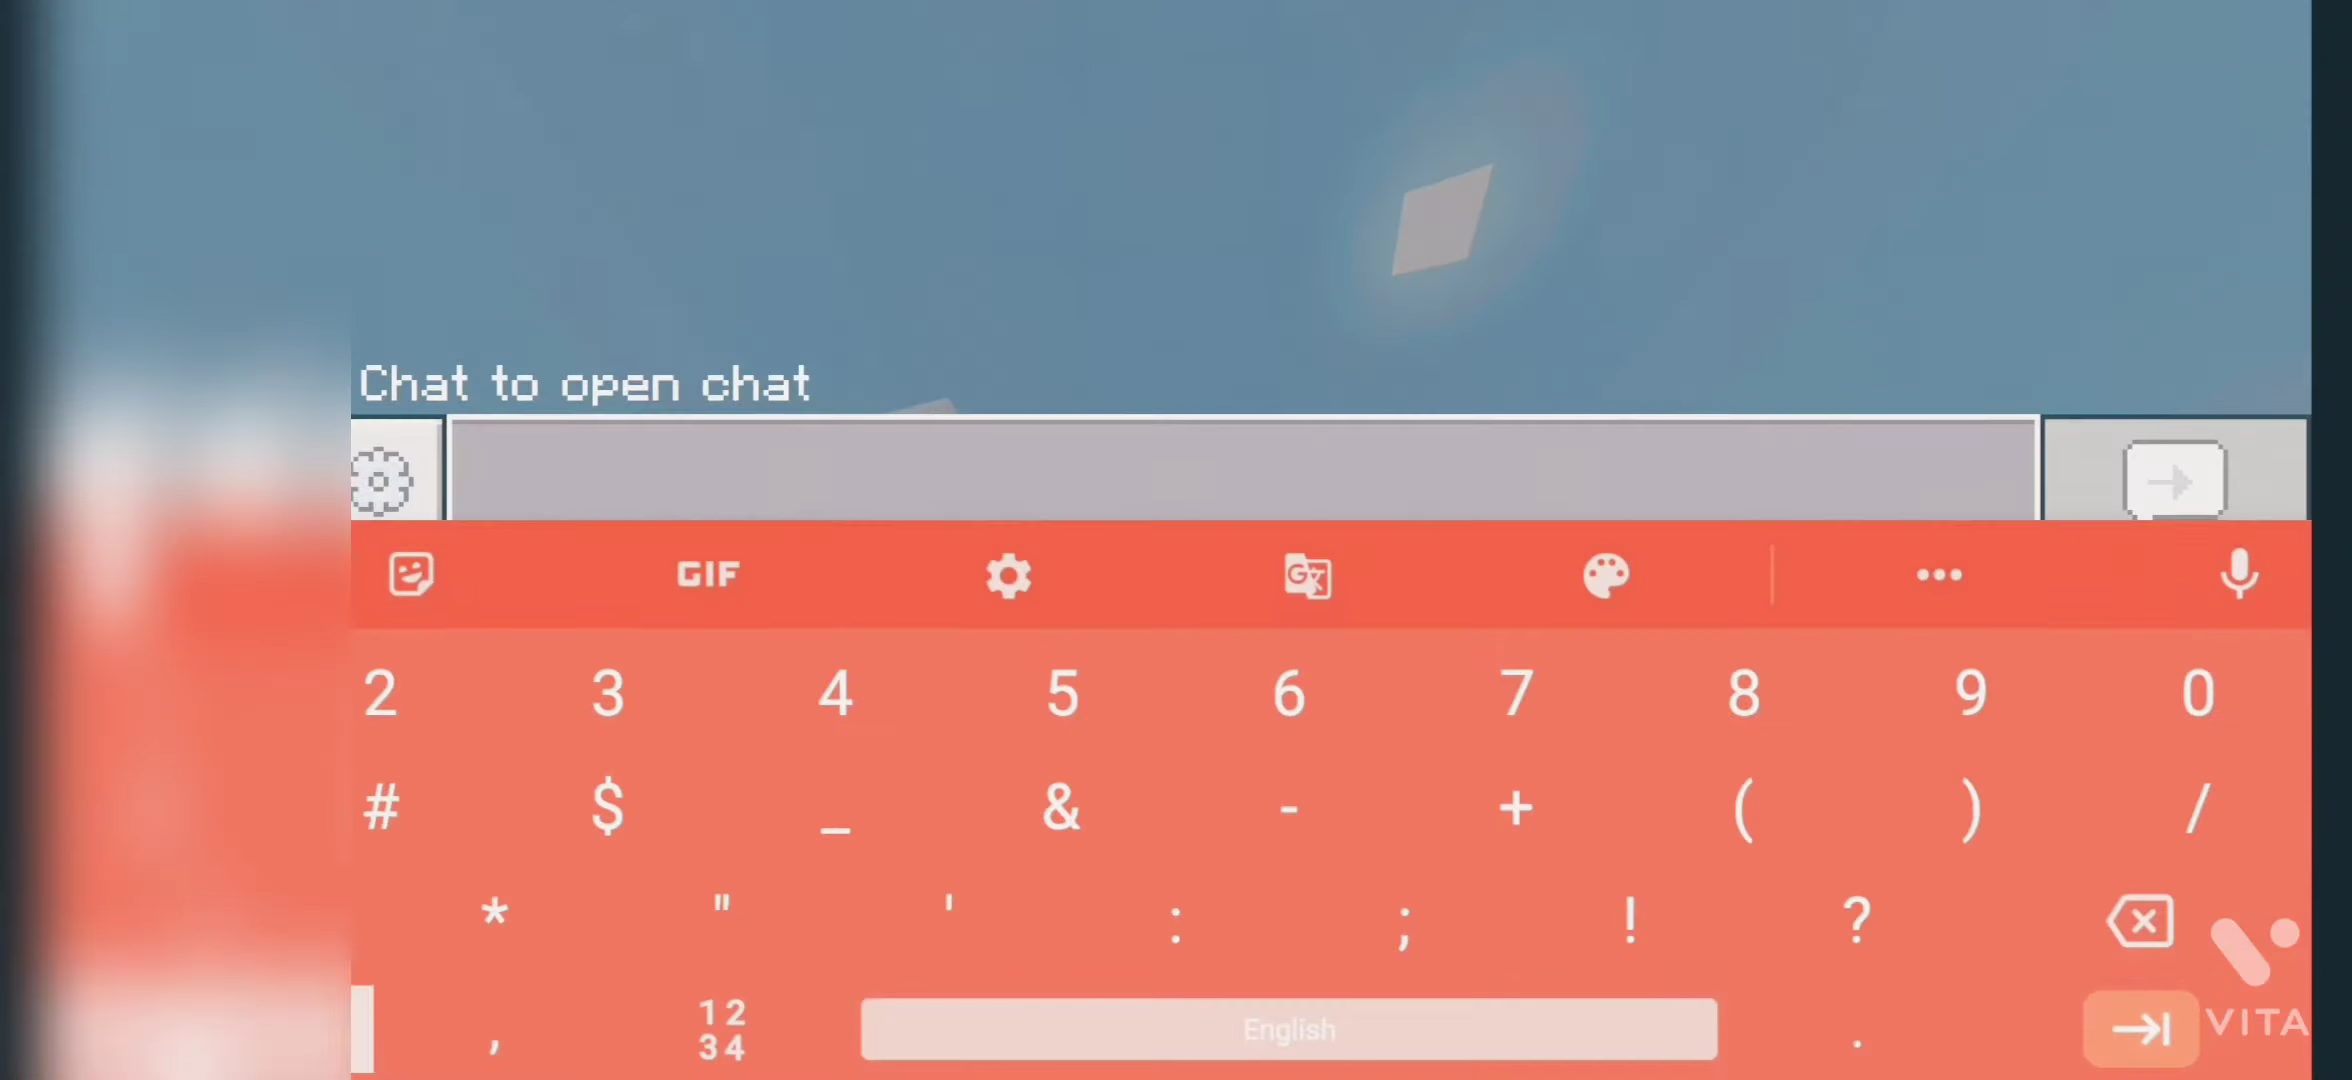 Chat to open chat
GIF
2 3 4 5 6 7 8 9 0
# $ _ & - + ( ) /
* " ' : ; ! ?
, 12 34 English .
VITA